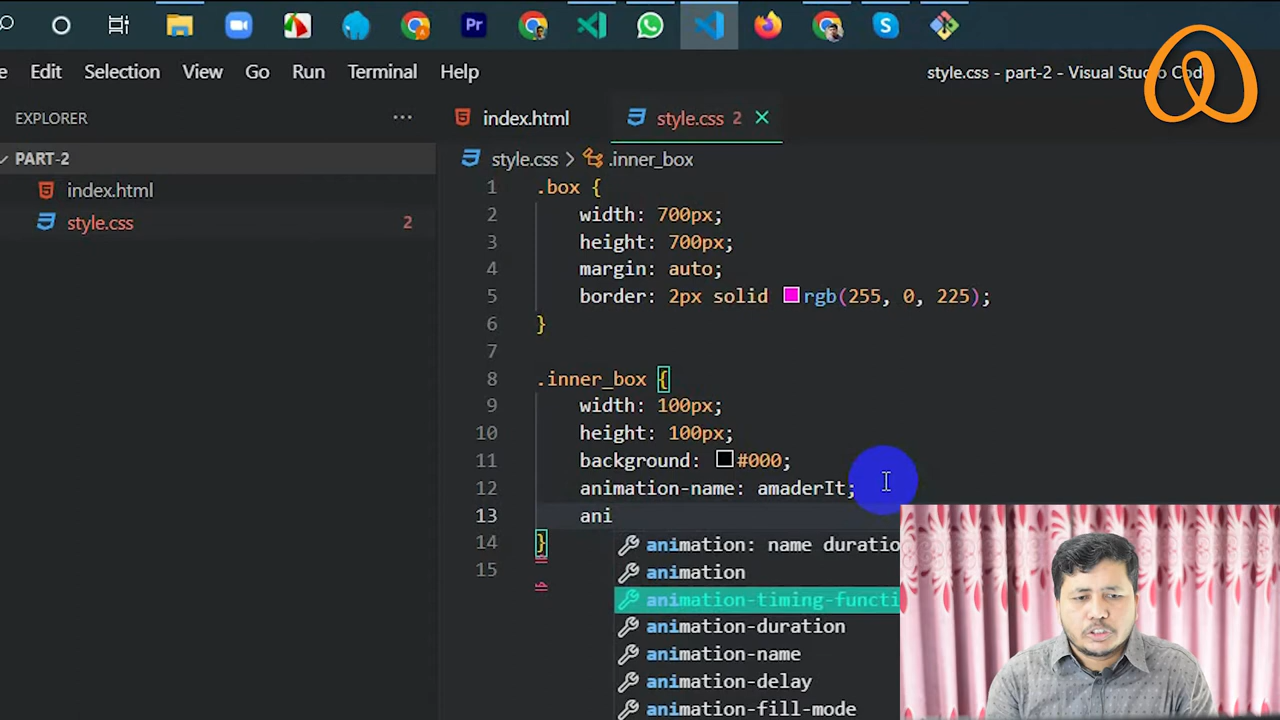 Pr
Edit Selection View Go Run Terminal Help
style.css - part-2 - Visual Studio Code
EXPLORER ...
index.html style.css 2
PART-2
style.css > .inner_box
index.html
style.css 2
1 .box {
2 width: 700px;
3 height: 700px;
4 margin: auto;
5 border: 2px solid rgb(255, 0, 225);
6 }
7
8 .inner_box {
9 width: 100px;
10 height: 100px;
11 background: #000;
12 animation-name: amaderIt;
13 ani
14 }
15
animation: name duratio
animation
animation-timing-functi
animation-duration
animation-name
animation-delay
animation-fill-mode